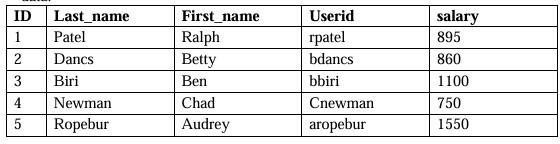 ID Last_name First_name Userid salary
1 Patel Ralph rpatel 895
2 Dancs Betty bdancs 860
3 Biri Ben bbiri 1100
4 Newman Chad Cnewman 750
5 Ropebur Audrey aropebur 1550